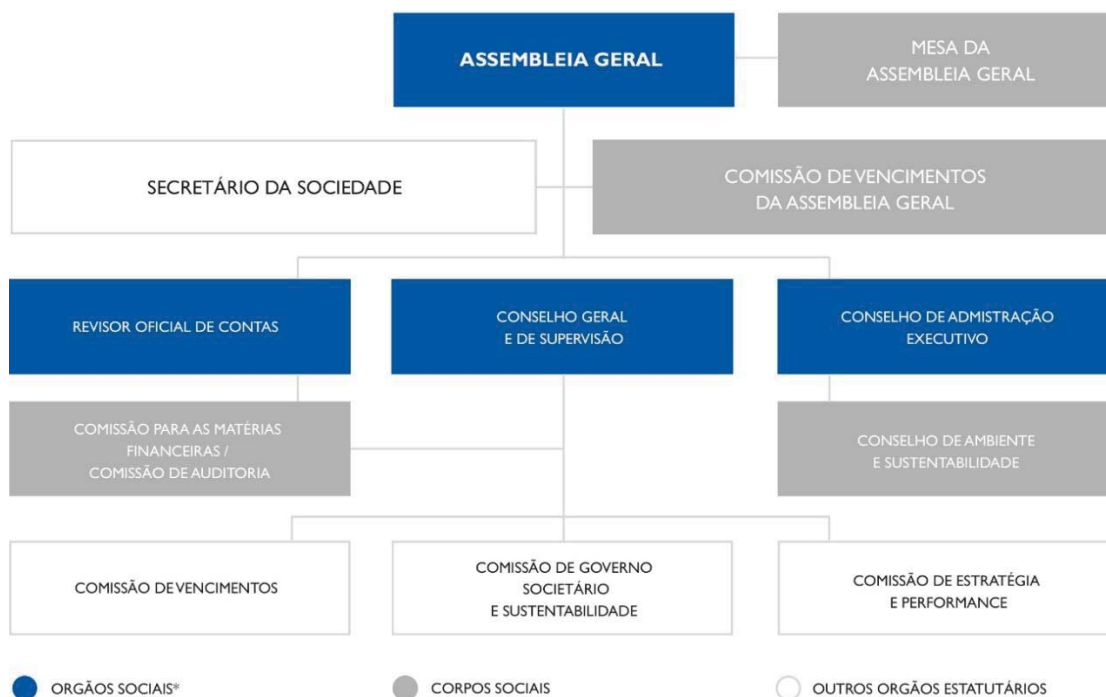 ASSEMBLEIA GERAL
MESA DA
ASSEMBLEIA GERAL
SECRETÁRIO DA SOCIEDADE
COMISSÃO DE VENCIMENTOS
DA ASSEMBLEIA GERAL
REVISOR OFICIAL DE CONTAS
CONSELHO GERAL
E DE SUPERVISÃO
CONSELHO DE ADMISTRAÇÃO
EXECUTIVO
COMISSÃO PARA AS MATÉRIAS
FINANCEIRAS /
COMISSÃO DE AUDITORIA
CONSELHO DE AMBIENTE
E SUSTENTABILIDADE
COMISSÃO DE VENCIMENTOS
COMISSÃO DE GOVERNO
SOCIETÁRIO
E SUSTENTABILIDADE
COMISSÃO DE ESTRATÉGIA
E PERFORMANCE
ORGÃOS SOCIAIS*
CORPOS SOCIAIS
OUTROS ORGÃOS ESTATUTÁRIOS